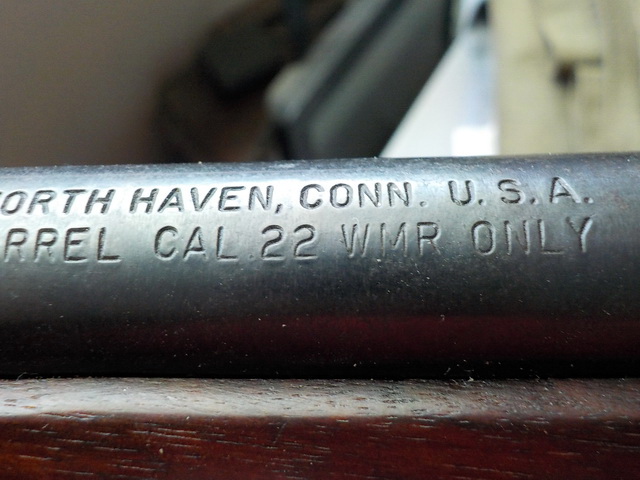 ORTH HAVEN, CONN. U.S.A.
RREL CAL.22 WMR ONLY